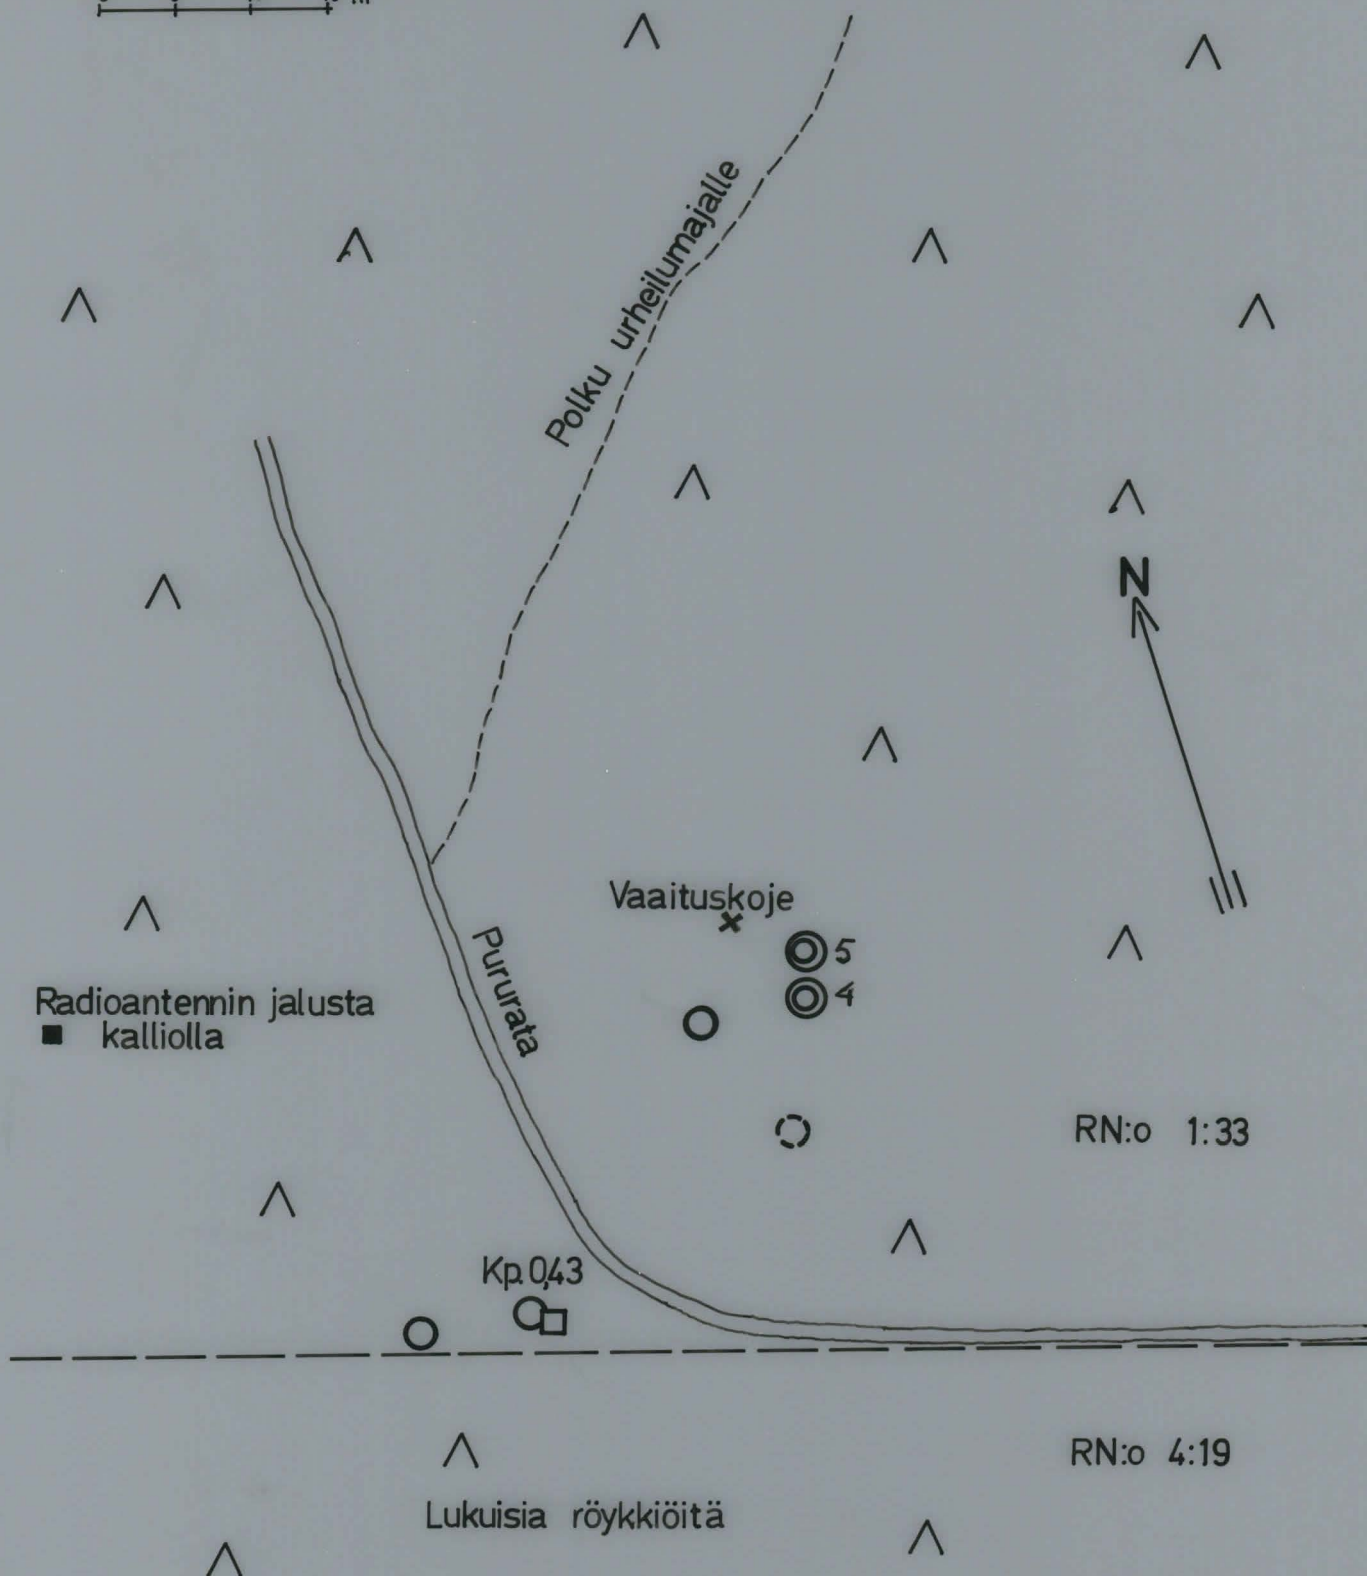 Polku urheilumajalle
N
Vaaituskoje
5
4
Pururata
Radioantennin jalusta
kalliolla
RN:o 1:33
Kp. 0,43
RN:o 4:19
Lukuisia röykkiöitä